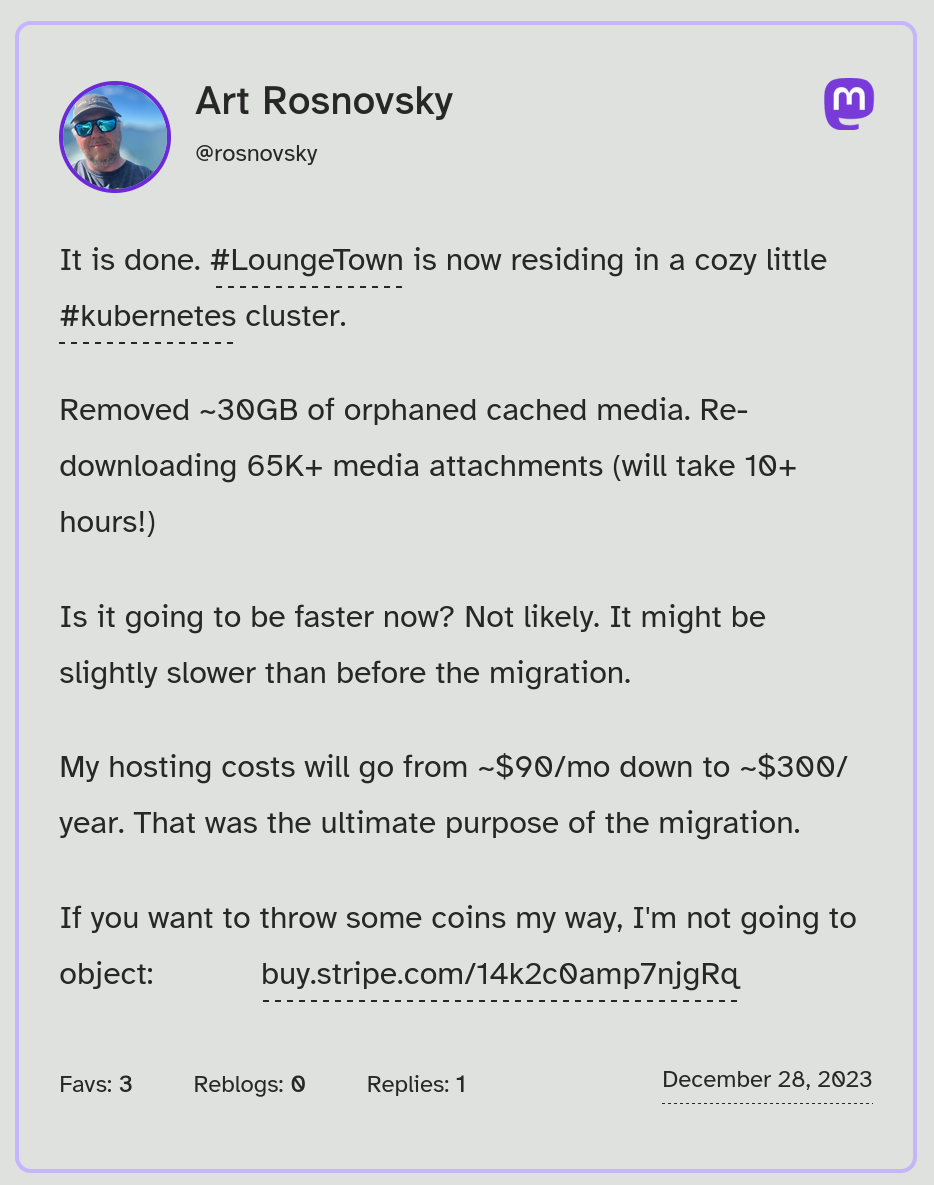 Art Rosnovsky
@rosnovsky
It is done. #LoungeTown is now residing in a cozy little
#kubernetes cluster.
Removed ~30GB of orphaned cached media. Re-
downloading 65K+ media attachments (will take 10+
hours!)
Is it going to be faster now? Not likely. It might be
slightly slower than before the migration.
My hosting costs will go from ~$90/mo down to ~$300/
year. That was the ultimate purpose of the migration.
If you want to throw some coins my way, I'm not going to
object: buy.stripe.com/14k2c0amp7njgRq
Favs: 3 Reblogs: 0 Replies: 1 December 28, 2023